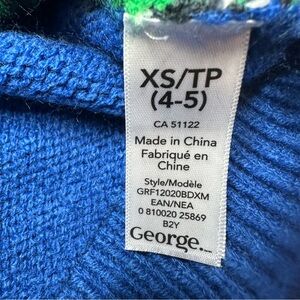 XS/TP
(4-5)
CA 51122
Made in China
Fabriqué en
Chine
Style/Modèle
GRF12020BDXM
EAN/NEA
0 810020 25869
B2Y
George.